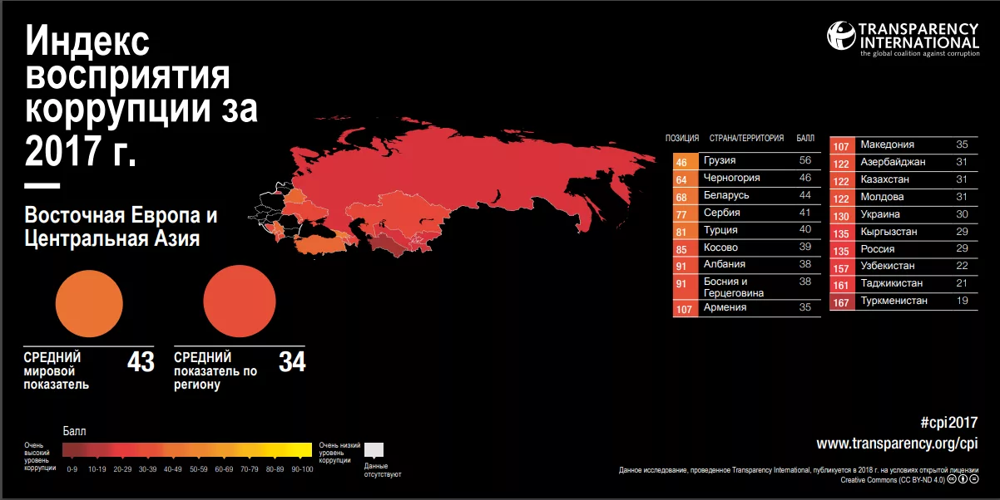 Индекс
восприятия
коррупции за
2017 г.
Восточная Европа и
Центральная Азия
СРЕДНИЙ
мировой
показатель
43
СРЕДНИЙ
показатель по
региону
34
TRANSPARENCY
INTERNATIONAL
the global coalition against corruption
ПОЗИЦИЯ СТРАНА/ТЕРРИТОРИЯ БАЛЛ
46 Грузия 56
64 Черногория 46
68 Беларусь 44
77 Сербия 41
81 Турция 40
85 Косово 39
91 Албания 38
91 Босния и 38
Герцеговина
107 Армения 35
107 Македония 35
122 Азербайджан 31
122 Казахстан 31
122 Молдова 31
130 Украина 30
135 Кыргызстан 29
135 Россия 29
157 Узбекистан 22
161 Таджикистан 21
167 Туркменистан 19
Балл
Очень
высокий
уровень
коррупции
0-9 10-19 20-29 30-39 40-49 50-59 60-69 70-79 80-89 90-100
Очень низкий
уровень
коррупции
Данные
отсутствуют
#cpi2017
www.transparency.org/cpi
Данное исследование, проведенное Transparency International, публикуется в 2018 г. на условиях открытой лицензии
Creative Commons (CC BY-ND 4.0)